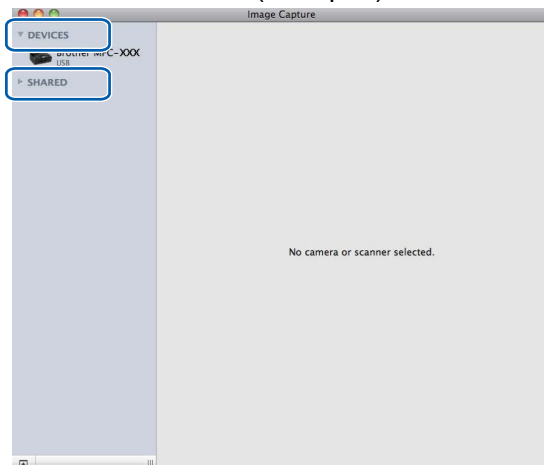 Image Capture
DEVICES
Brother MFC-XXX
USB
SHARED
No camera or scanner selected.